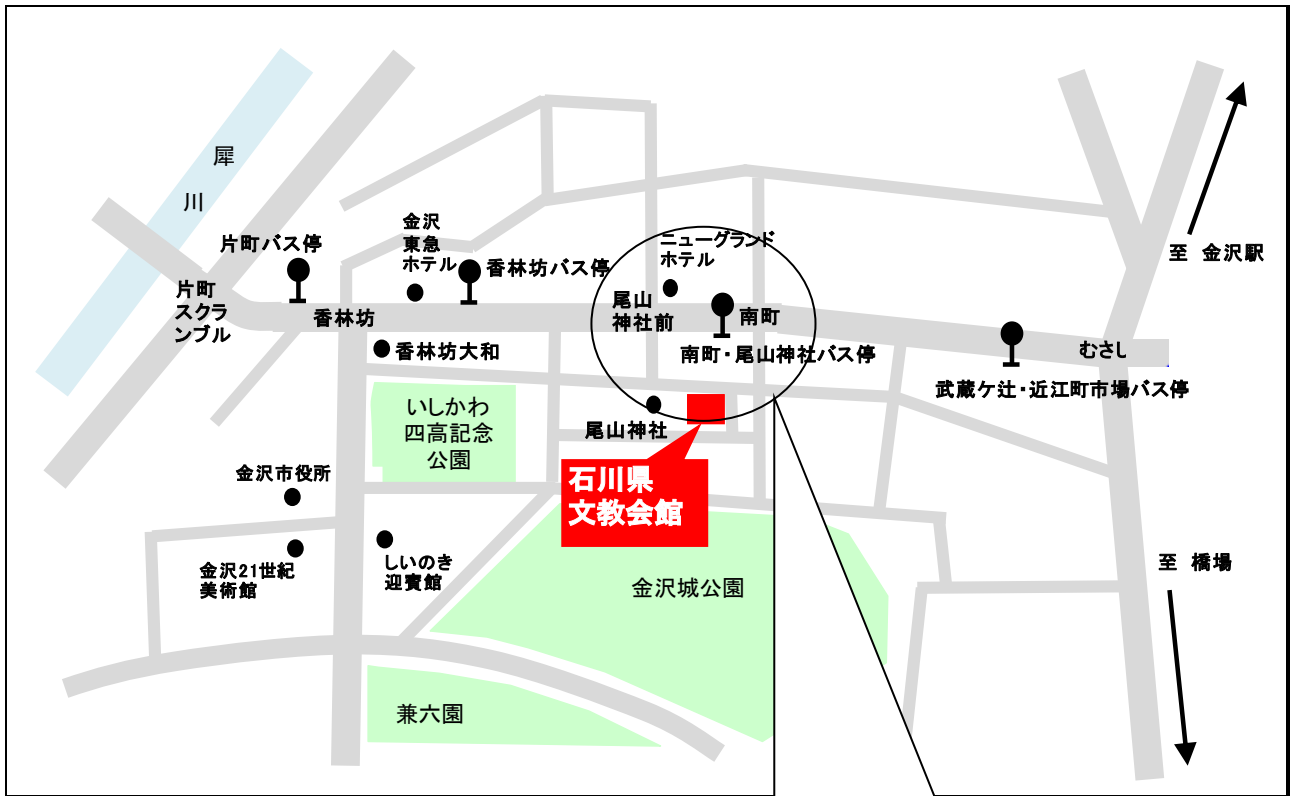 犀
川
片町バス停
金沢
東急
ホテル
香林坊バス停
ニューグランド
ホテル
至 金沢駅
片町
スクラ
ンブル
香林坊
尾山
神社前
南町
香林坊大和
南町・尾山神社バス停
むさし
武蔵ケ辻・近江町市場バス停
いしかわ
四高記念
公園
尾山神社
金沢市役所
石川県
文教会館
しいのき
迎賓館
金沢21世紀
美術館
金沢城公園
至 橋場
兼六園